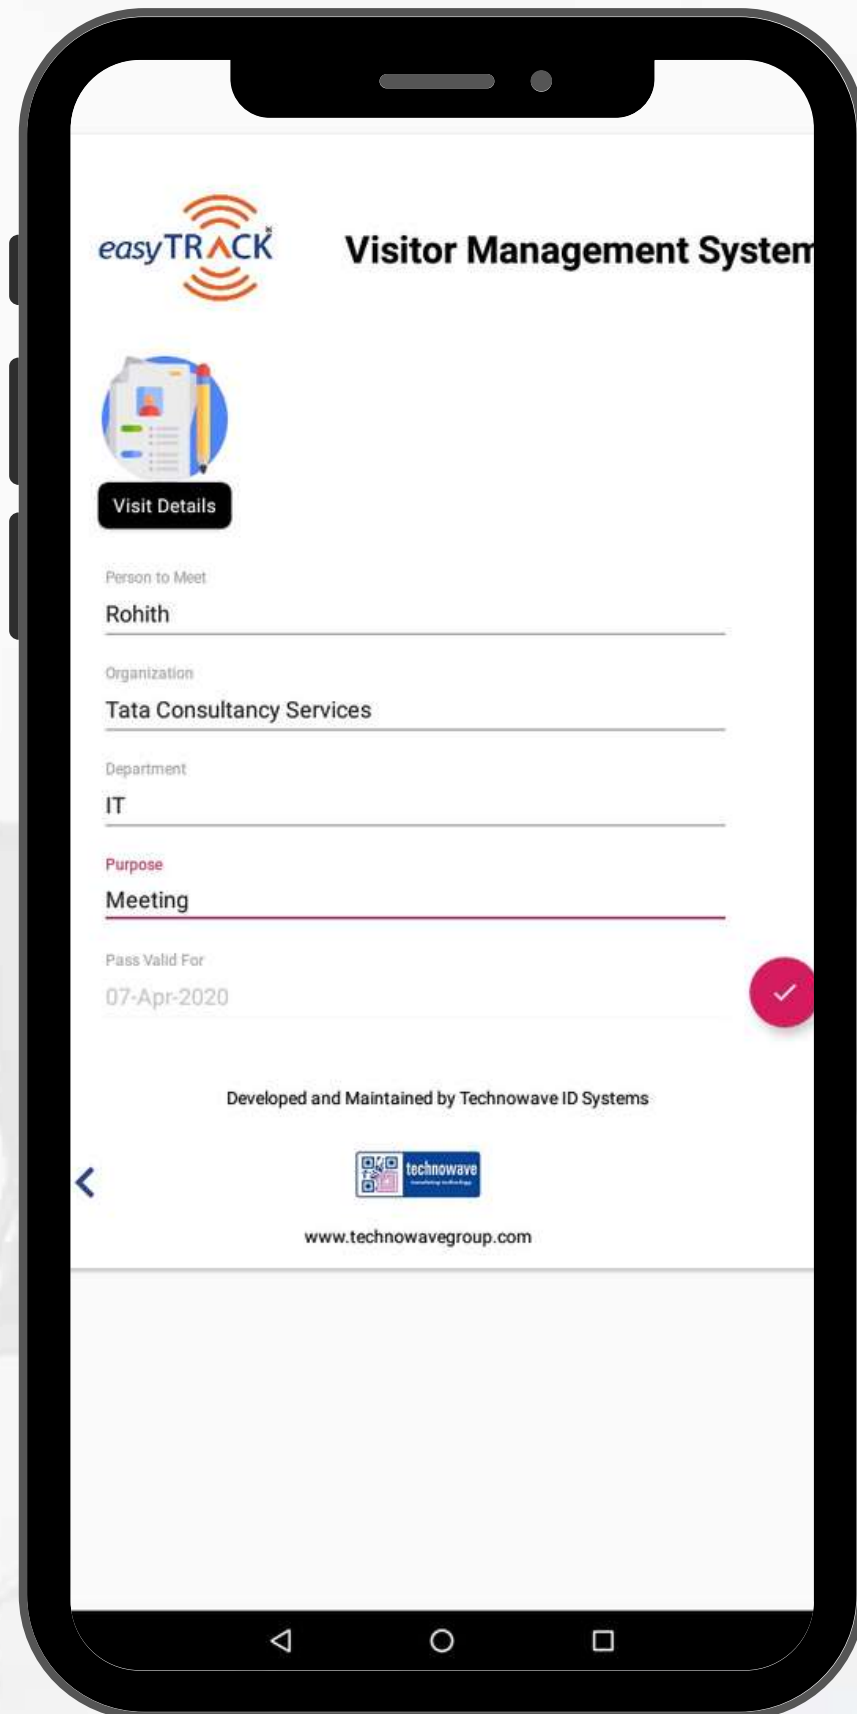 easyTRACK
Visitor Management System
Visit Details
Person to Meet
Rohith
Organization
Tata Consultancy Services
Department
IT
Purpose
Meeting
Pass Valid For
07-Apr-2020
Developed and Maintained by Technowave ID Systems
technowave
www.technowavegroup.com